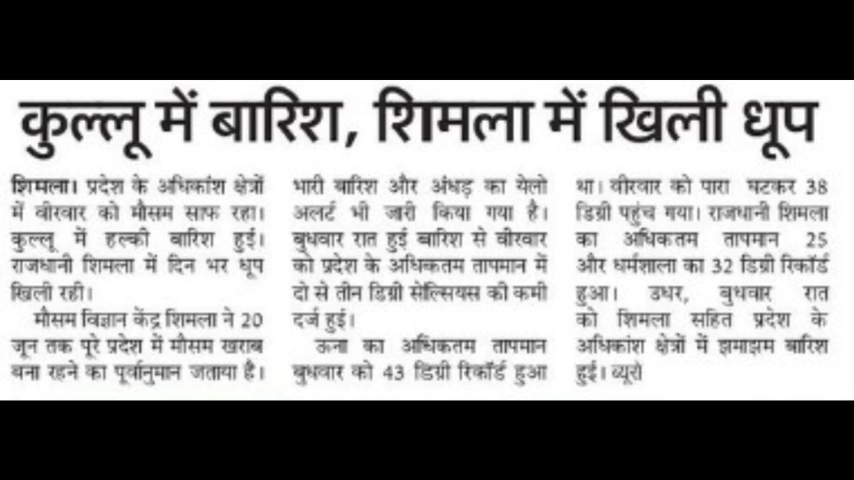 कुल्लू में बारिश, शिमला में खिली धूप
शिमला। प्रदेश के अधिकांश क्षेत्रों
में वीरवार को मौसम साफ रहा।
कुल्लू में हल्की बारिश हुई।
राजधानी शिमला में दिन भर धूप
खिली रही।
मौसम विज्ञान केंद्र शिमला ने 20
जून तक पूरे प्रदेश में मौसम खराब
बना रहने का पूर्वानुमान जताया है।
भारी बारिश और अंधड़ का येलो
अलर्ट भी जारी किया गया है।
बुधवार रात हुई बारिश से वीरवार
को प्रदेश के अधिकतम तापमान में
दो से तीन डिग्री सेल्सियस की कमी
दर्ज हुई।
ऊना का अधिकतम तापमान
बुधवार को 43 डिग्री रिकॉर्ड हुआ
था। वीरवार को पारा घटकर 38
डिग्री पहुंच गया। राजधानी शिमला
का अधिकतम तापमान 25
और धर्मशाला का 32 डिग्री रिकॉर्ड
हुआ। उधर, बुधवार रात
को शिमला सहित प्रदेश के
अधिकांश क्षेत्रों में झमाझम बारिश
हुई। ब्यूरो